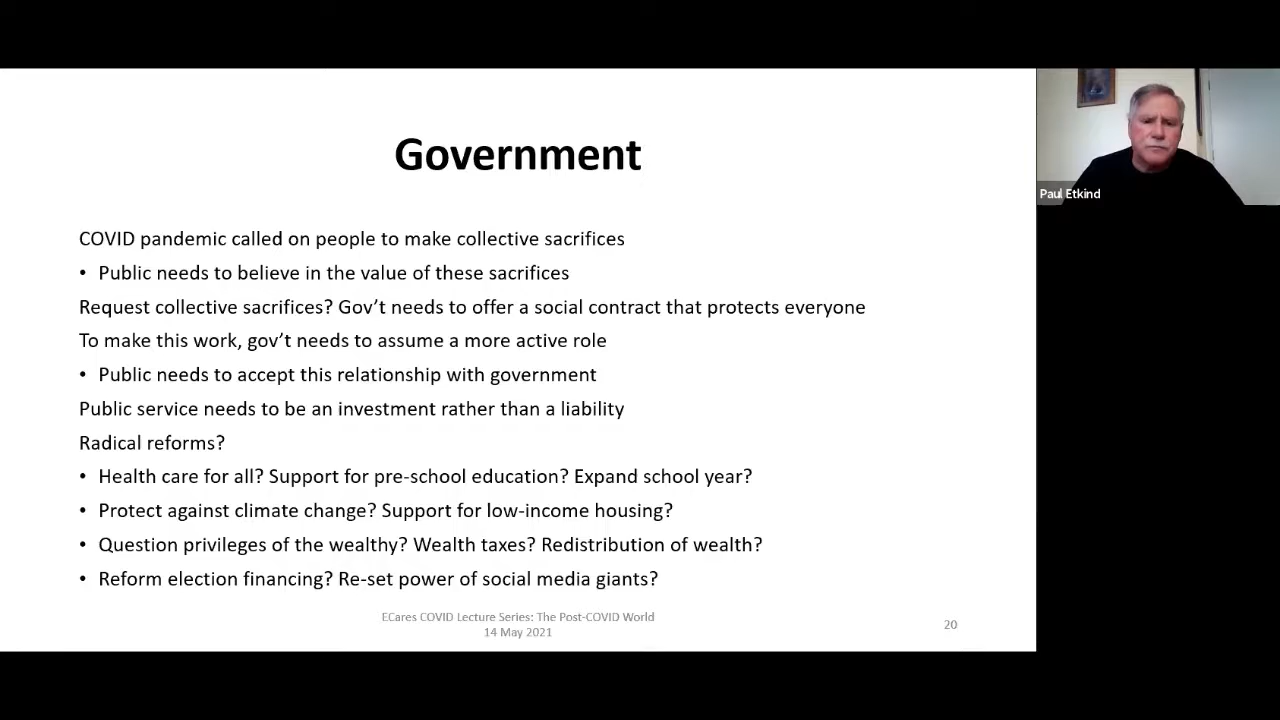 Government
COVID pandemic called on people to make collective sacrifices
• Public needs to believe in the value of these sacrifices
Request collective sacrifices? Gov’t needs to offer a social contract that protects everyone
To make this work, gov’t needs to assume a more active role
• Public needs to accept this relationship with government
Public service needs to be an investment rather than a liability
Radical reforms?
• Health care for all? Support for pre-school education? Expand school year?
• Protect against climate change? Support for low-income housing?
• Question privileges of the wealthy? Wealth taxes? Redistribution of wealth?
• Reform election financing? Re-set power of social media giants?
ECares COVID Lecture Series: The Post-COVID World
14 May 2021
20
Paul Etkind